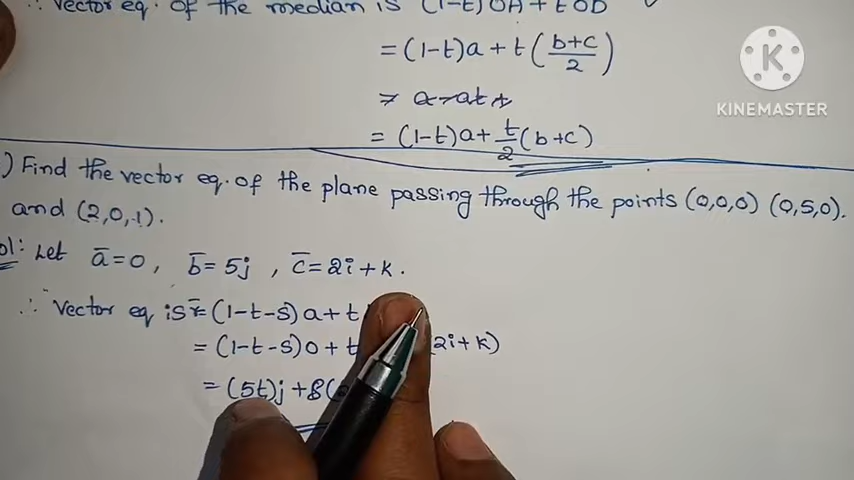 ∴ Vector eq. of the median is (1-t)OA + tOD
= (1-t)a + t(b+c/2)
= (1-t)a + t/2(b+c)
) Find the vector eq. of the plane passing through the points (0,0,0) (0,5,0).
and (2,0,1).
ol: Let a̅=0, b̅=5j, c̅=2i+k.
∴ Vector eq is r̅=(1-t-s)a+t
=(1-t-s)0+t (2i+k)
=(5t)j+s(
KINEMASTER